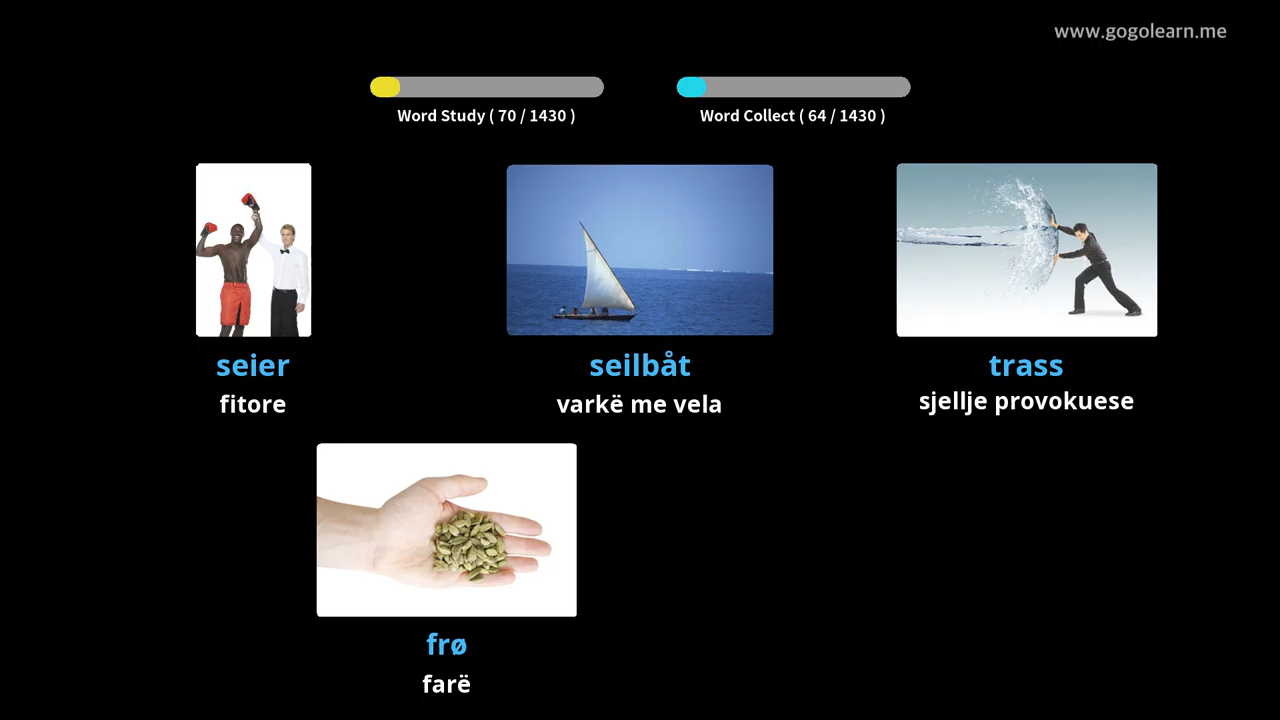 www.gogolearn.me
Word Study ( 70 / 1430 )
Word Collect ( 64 / 1430 )
seier
fitore
seilbåt
varkë me vela
trass
sjellje provokuese
frø
farë